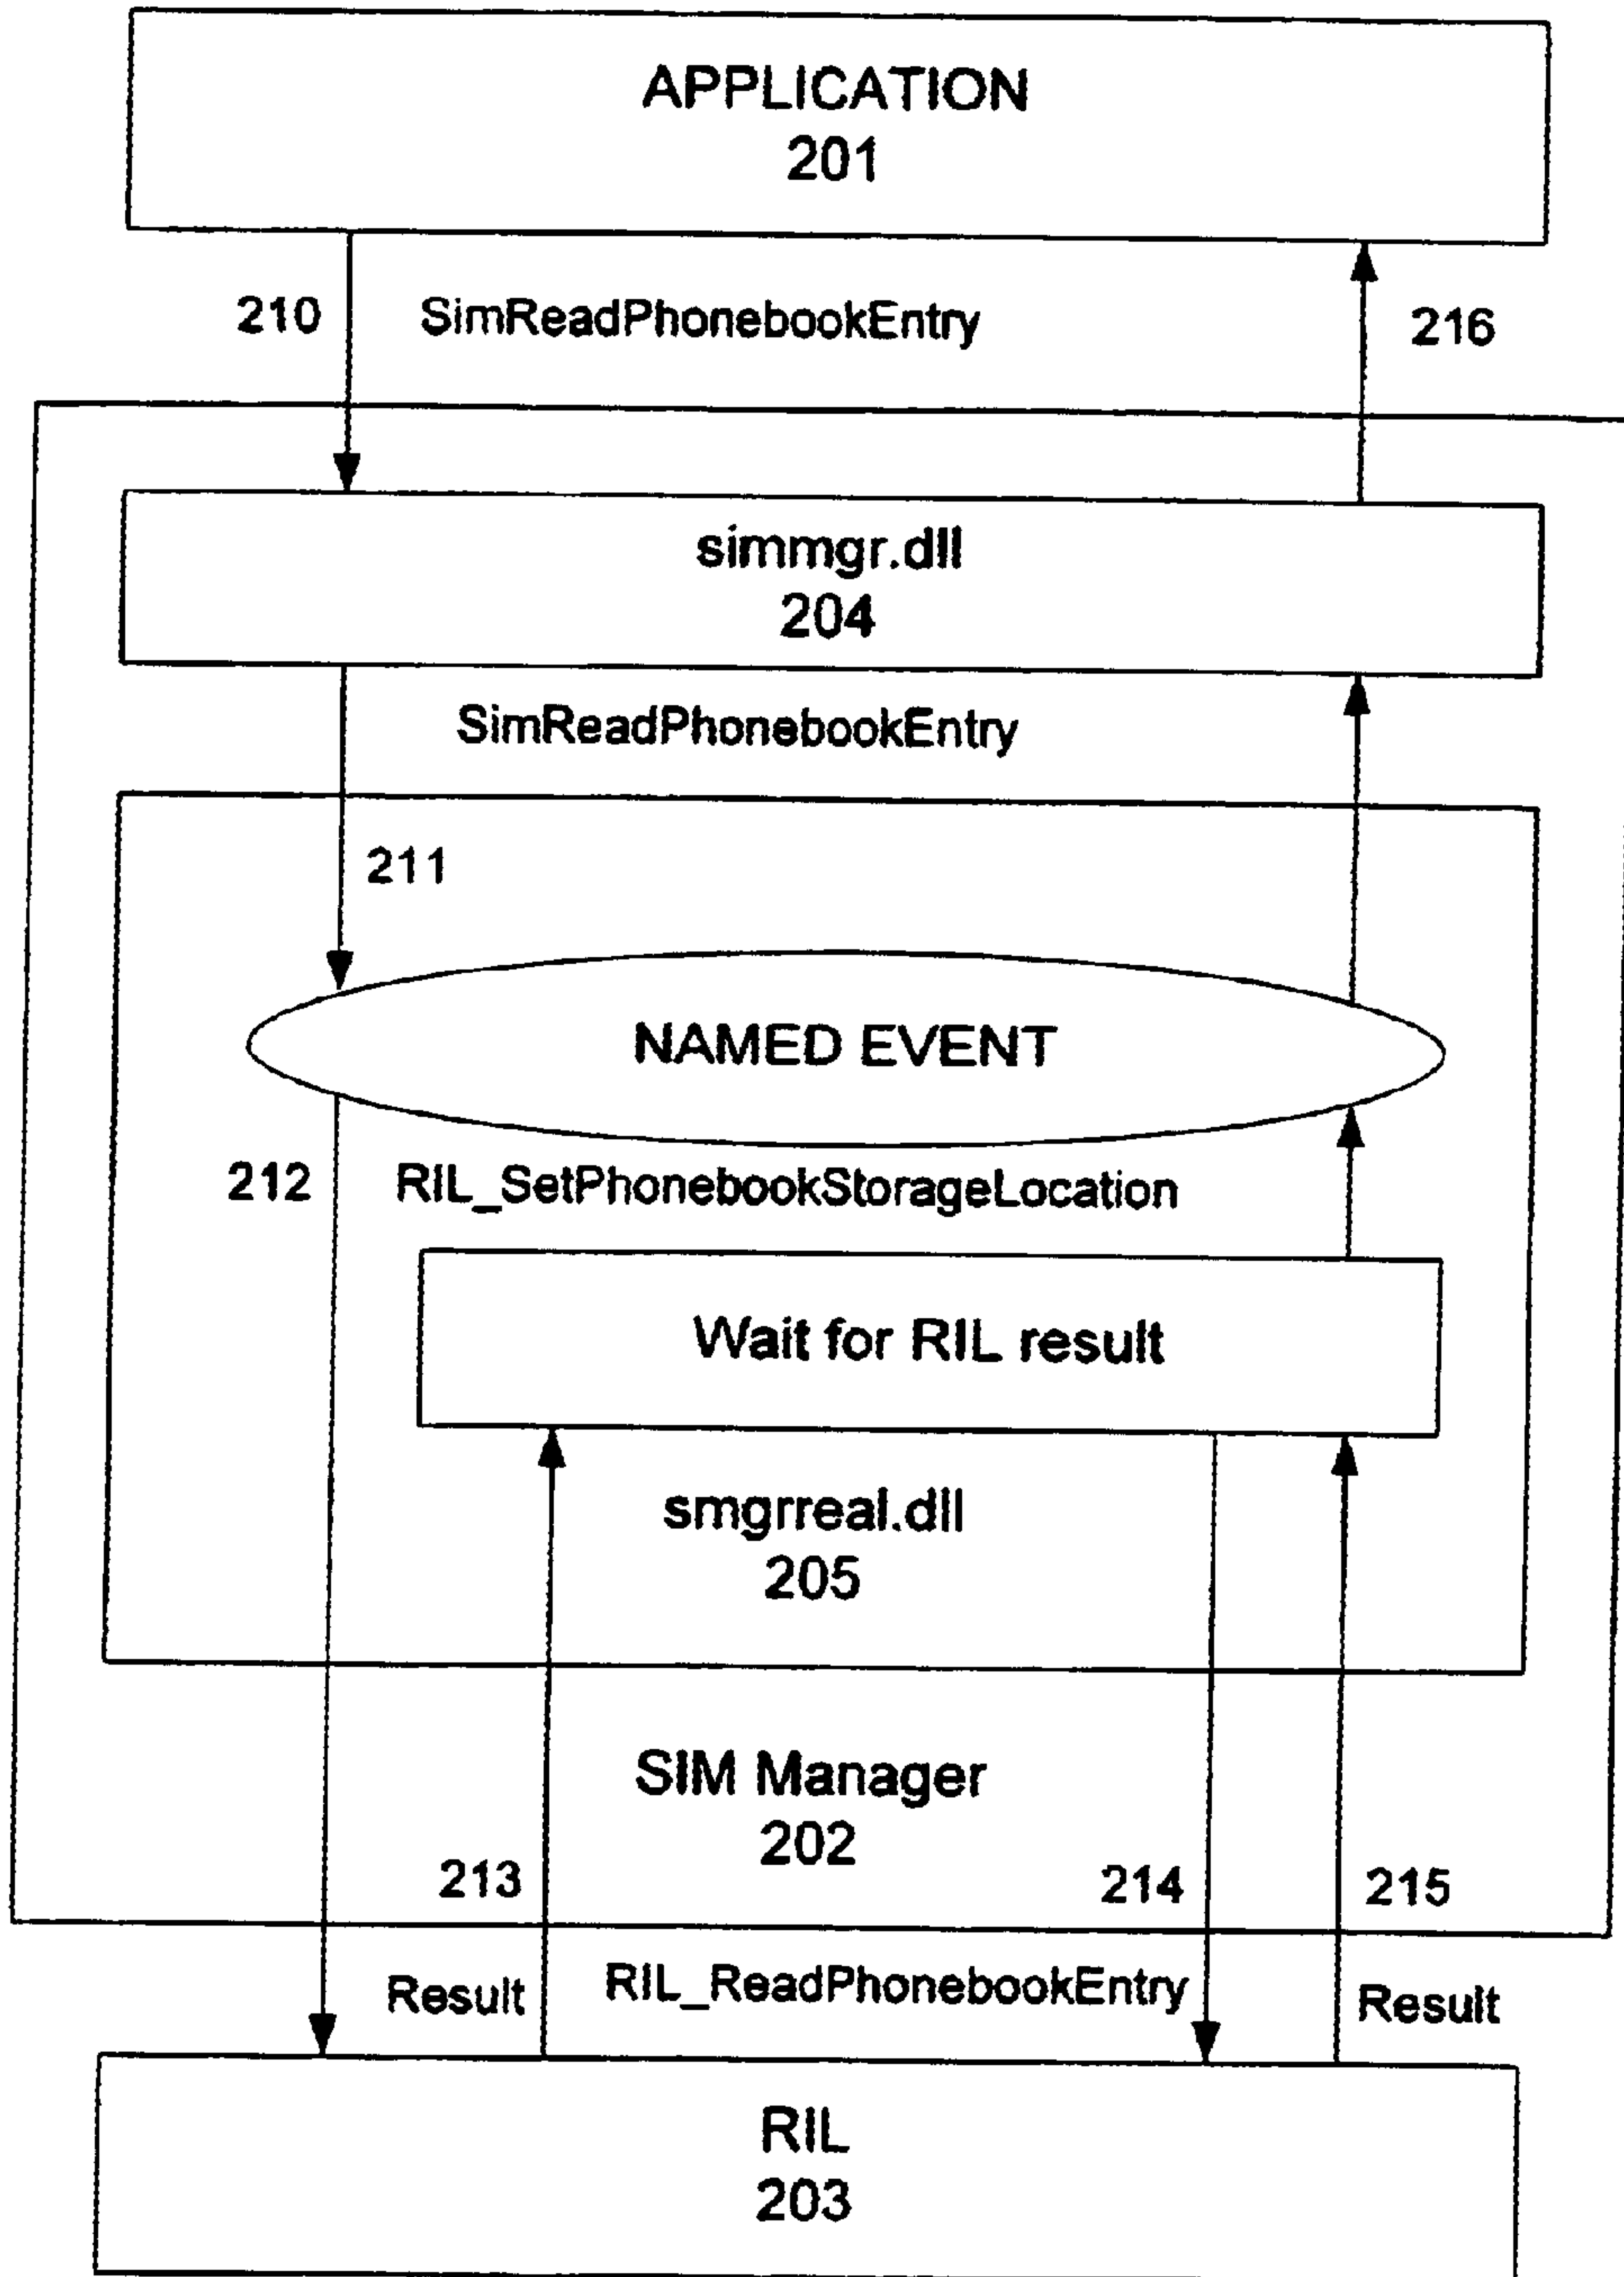 APPLICATION
201
210
SimReadPhonebookEntry
216
simmgr.dll
204
SimReadPhonebookEntry
211
NAMED EVENT
212
RIL_SetPhonebookStorageLocation
Wait for RIL result
smgrreal.dll
205
SIM Manager
202
213
214
215
Result
RIL_ReadPhonebookEntry
Result
RIL
203